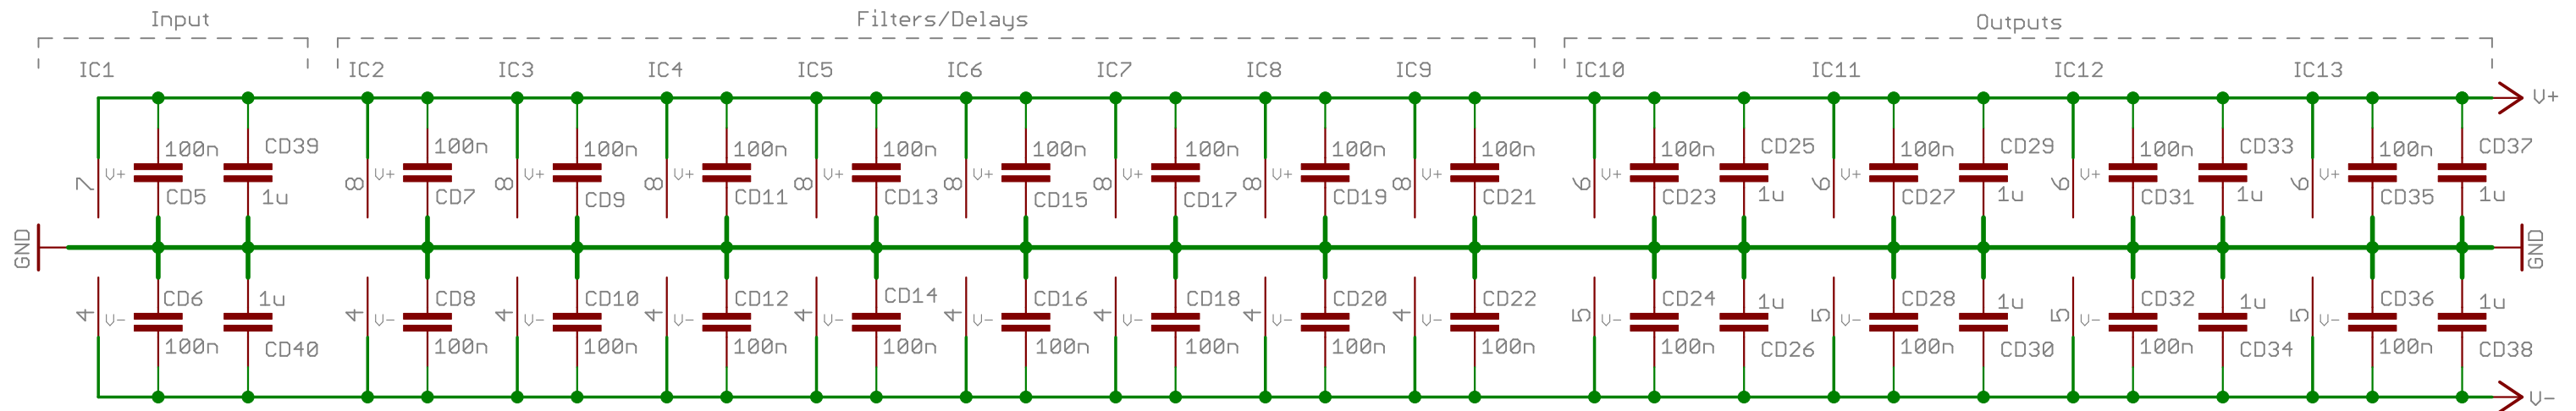 Input Filters/Delays Outputs
IC1 IC2 IC3 IC4 IC5 IC6 IC7 IC8 IC9 IC10 IC11 IC12 IC13
V+
100n CD39 100n 100n 100n 100n 100n 100n 100n 100n 100n CD25 100n CD29 100n CD33 100n CD37
7 V+ 8 V+ 8 V+ 8 V+ 8 V+ 8 V+ 8 V+ 8 V+ 8 V+ 6 V+ 6 V+ 6 V+ 6 V+
CD5 1u CD7 CD9 CD11 CD13 CD15 CD17 CD19 CD21 CD23 1u CD27 1u CD31 1u CD35 1u
GND GND
CD6 1u CD8 CD10 CD12 CD14 CD16 CD18 CD20 CD22 CD24 1u CD28 1u CD32 1u CD36 1u
4 V- 4 V- 4 V- 4 V- 4 V- 4 V- 4 V- 4 V- 4 V- 5 V- 5 V- 5 V- 5 V-
100n CD40 100n 100n 100n 100n 100n 100n 100n 100n 100n CD26 100n CD30 100n CD34 100n CD38
V-